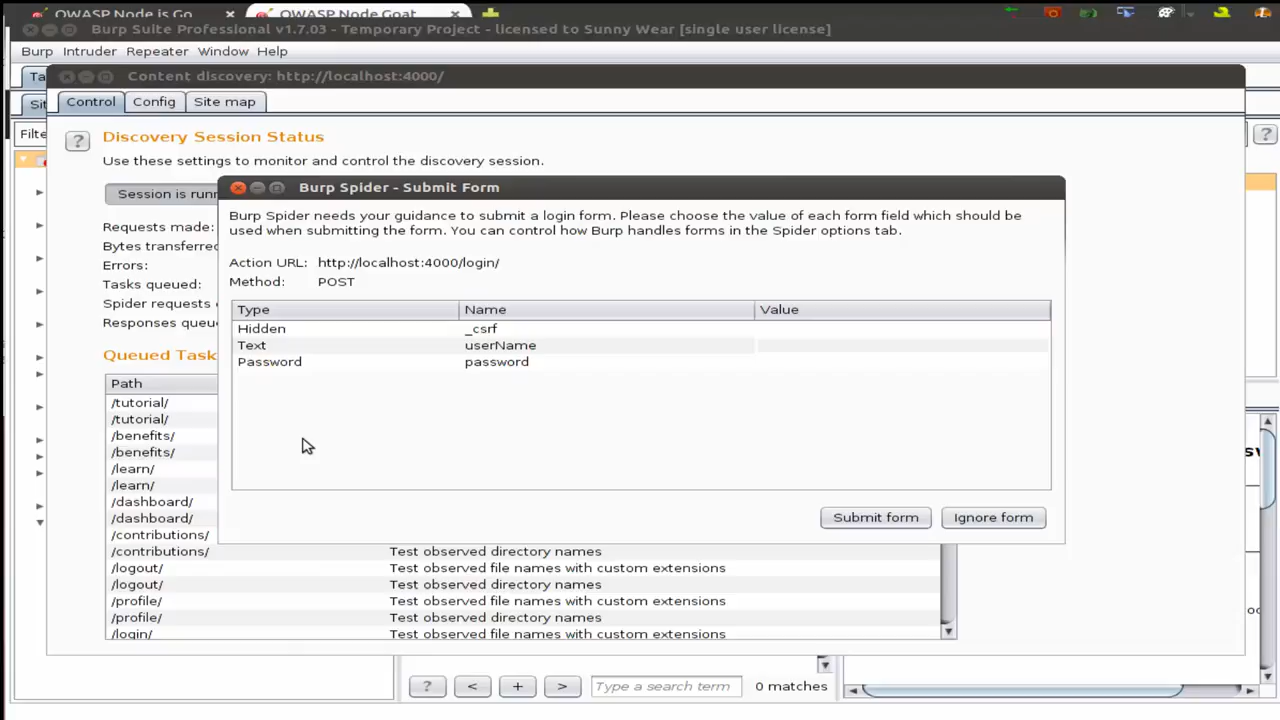 OWASP Node is Go
OWASP Node Goat
Burp Suite Professional v1.7.03 - Temporary Project - licensed to Sunny Wear [single user license]
Burp Intruder Repeater Window Help
Ta
Content discovery: http://localhost:4000/
Control Config Site map
Sit
Filte
?
Discovery Session Status
?
Use these settings to monitor and control the discovery session.
Session is runn
Burp Spider - Submit Form
Burp Spider needs your guidance to submit a login form. Please choose the value of each form field which should be
used when submitting the form. You can control how Burp handles forms in the Spider options tab.
Action URL: http://localhost:4000/login/
Method: POST
Type Name Value
Hidden _csrf
Text userName
Password password
Submit form Ignore form
Requests made:
Bytes transferred
Errors:
Tasks queued:
Spider requests
Responses queue
Queued Task
Path
/tutorial/
/tutorial/
/benefits/
/benefits/
/learn/
/learn/
/dashboard/
/dashboard/
/contributions/
/contributions/ Test observed directory names
/logout/ Test observed file names with custom extensions
/logout/ Test observed directory names
/profile/ Test observed file names with custom extensions
/profile/ Test observed directory names
/login/ Test observed file names with custom extensions
? < + > Type a search term 0 matches